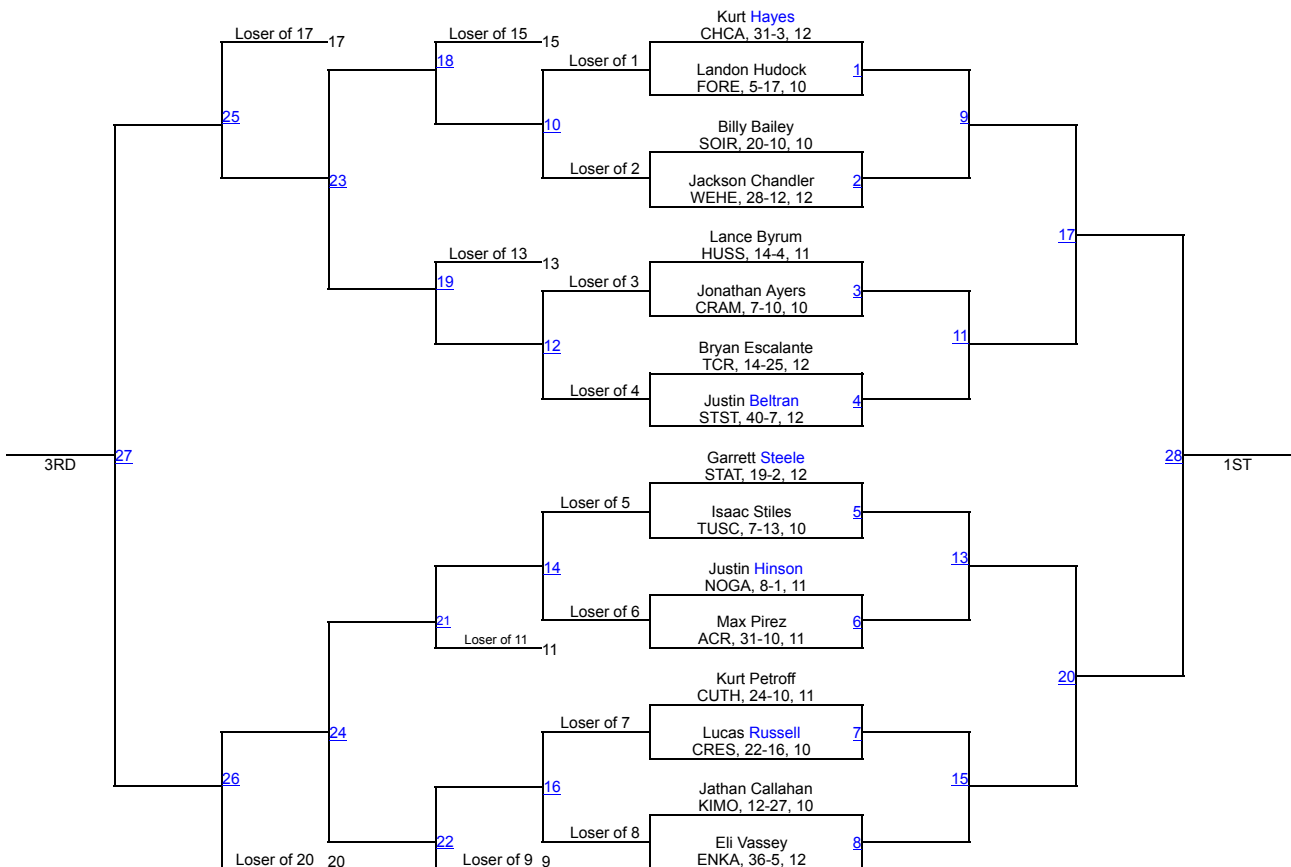 Kurt Hayes
Loser of 17
17
Loser of 15
15
CHCA, 31-3, 12
18
Loser of 1
Landon Hudock
1
FORE, 5-17, 10
25
10
Billy Bailey
9
SOIR, 20-10, 10
23
Loser of 2
Jackson Chandler
2
WEHE, 28-12, 12
Lance Byrum
17
Loser of 13
13
HUSS, 14-4, 11
19
Loser of 3
Jonathan Ayers
3
CRAM, 7-10, 10
12
Bryan Escalante
11
TCR, 14-25, 12
Loser of 4
Justin Beltran
4
STST, 40-7, 12
3RD
27
Garrett Steele
28
1ST
STAT, 19-2, 12
Loser of 5
Isaac Stiles
5
TUSC, 7-13, 10
14
Justin Hinson
13
NOGA, 8-1, 11
21
Loser of 6
Max Pirez
6
ACR, 31-10, 11
Loser of 11
11
Kurt Petroff
20
CUTH, 24-10, 11
24
Loser of 7
Lucas Russell
7
CRES, 22-16, 10
26
16
Jathan Callahan
15
KIMO, 12-27, 10
22
Loser of 8
Eli Vassey
8
ENKA, 36-5, 12
Loser of 20
20
Loser of 9
9